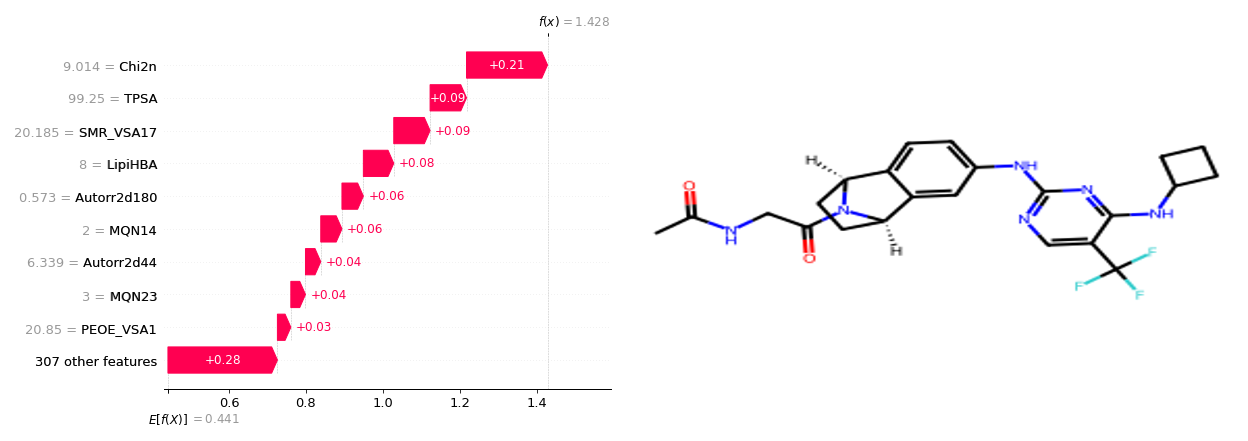 f(x) = 1.428
9.014 = Chi2n
+0.21
99.25 = TPSA
+0.09
20.185 = SMR_VSA17
+0.09
8 = LipiHBA
+0.08
0.573 = Autorr2d180
+0.06
2 = MQN14
+0.06
6.339 = Autorr2d44
+0.04
3 = MQN23
+0.04
20.85 = PEOE_VSA1
+0.03
307 other features
+0.28
0.6 0.8 1.0 1.2 1.4
E[f(X)] = 0.441
H
NH
O
N
N
NH
N
H
N
H
O
F
F
F